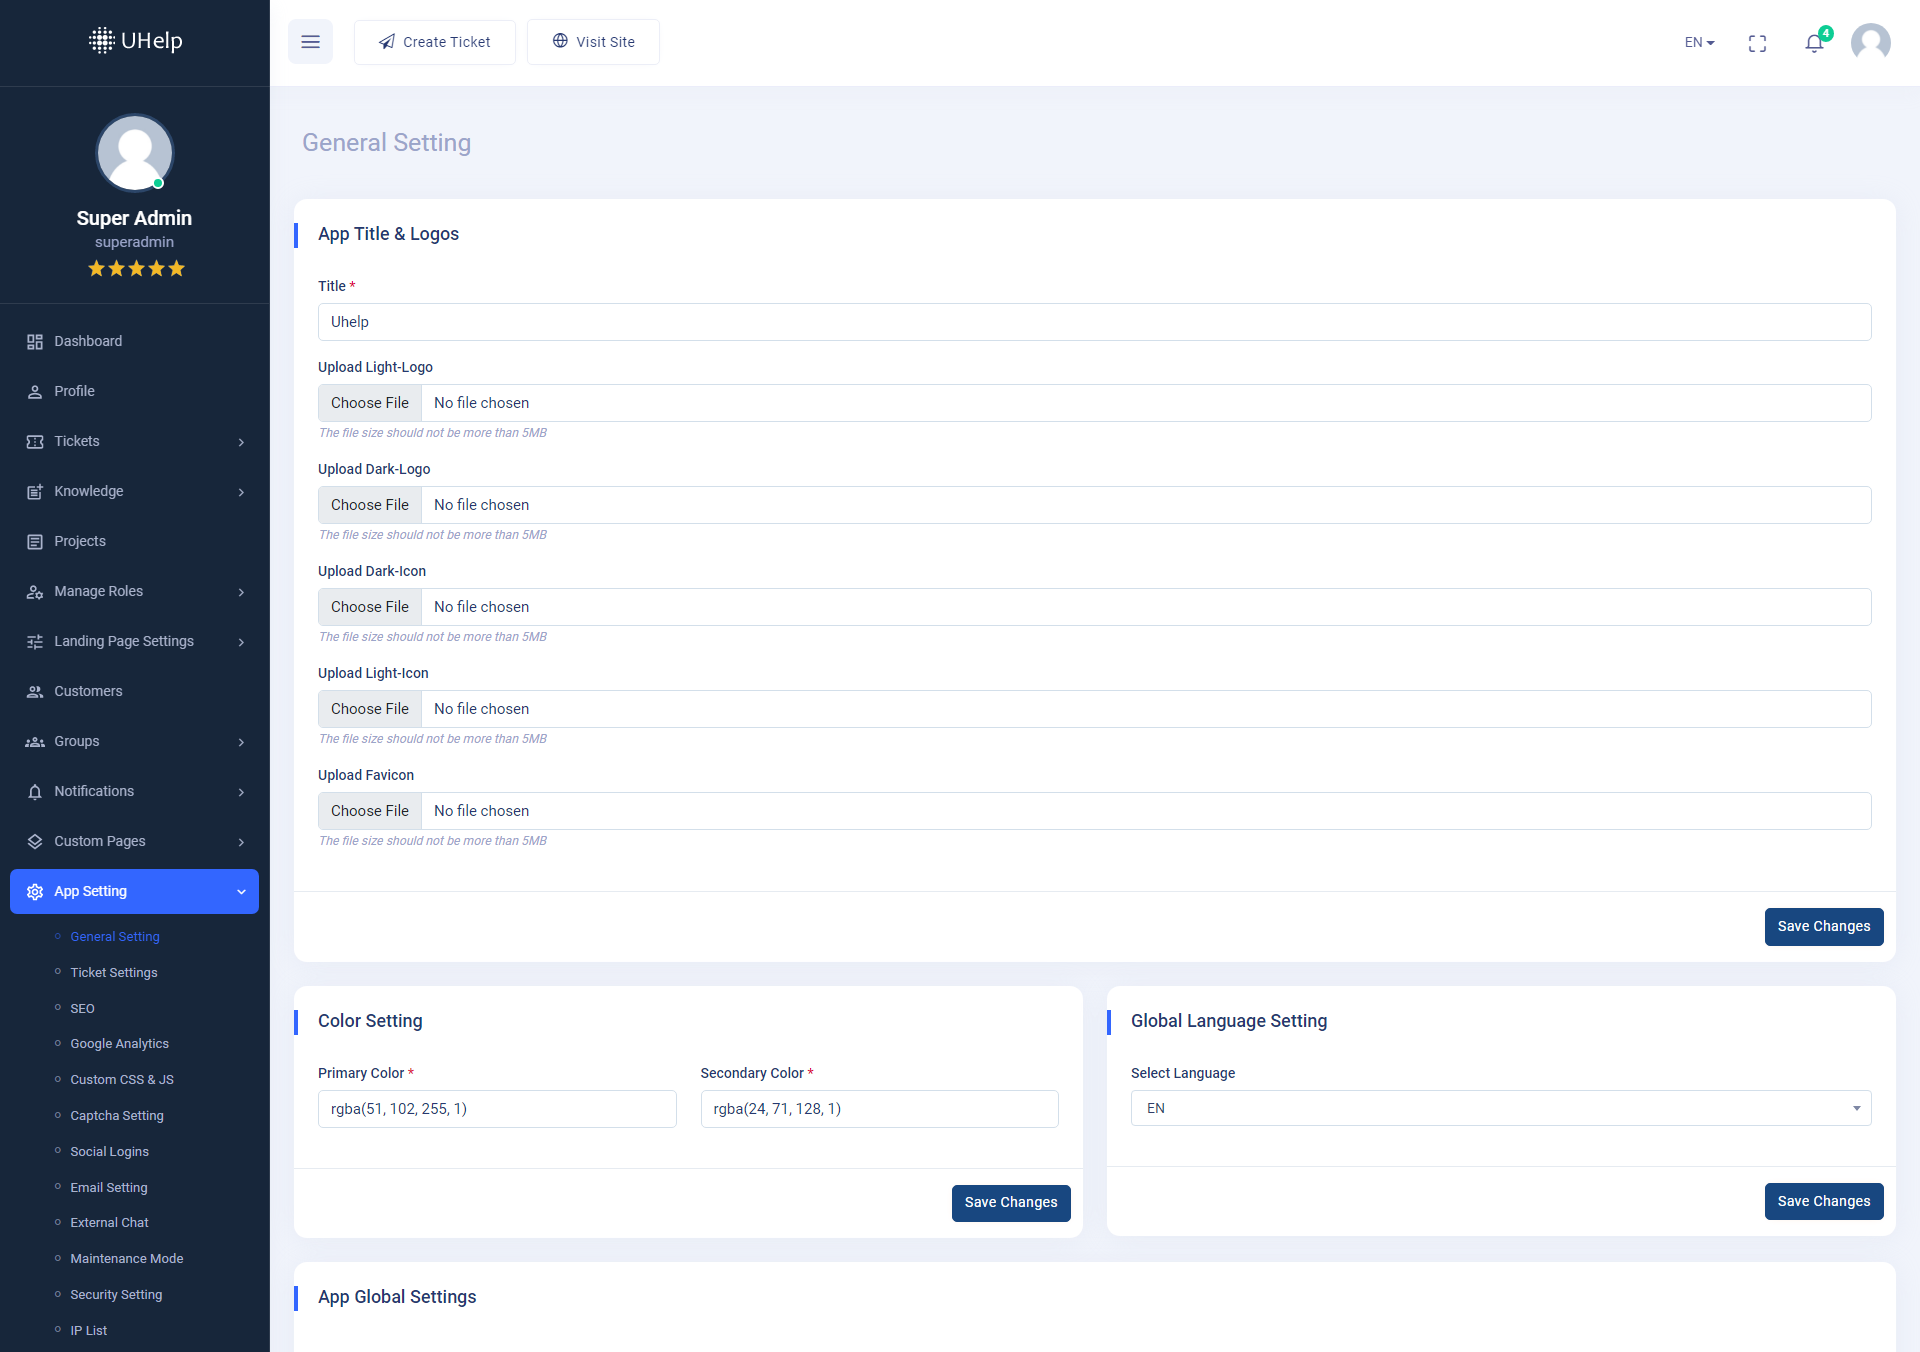 UHelp
Create Ticket
Visit Site
EN
4
Super Admin
superadmin
Dashboard
Profile
Tickets
Knowledge
Projects
Manage Roles
Landing Page Settings
Customers
Groups
Notifications
Custom Pages
App Setting
General Setting
Ticket Settings
SEO
Google Analytics
Custom CSS & JS
Captcha Setting
Social Logins
Email Setting
External Chat
Maintenance Mode
Security Setting
IP List
General Setting
App Title & Logos
Title *
Uhelp
Upload Light-Logo
Choose File No file chosen
The file size should not be more than 5MB
Upload Dark-Logo
Choose File No file chosen
The file size should not be more than 5MB
Upload Dark-Icon
Choose File No file chosen
The file size should not be more than 5MB
Upload Light-Icon
Choose File No file chosen
The file size should not be more than 5MB
Upload Favicon
Choose File No file chosen
The file size should not be more than 5MB
Save Changes
Color Setting
Primary Color *
rgba(51, 102, 255, 1)
Secondary Color *
rgba(24, 71, 128, 1)
Save Changes
Global Language Setting
Select Language
EN
Save Changes
App Global Settings